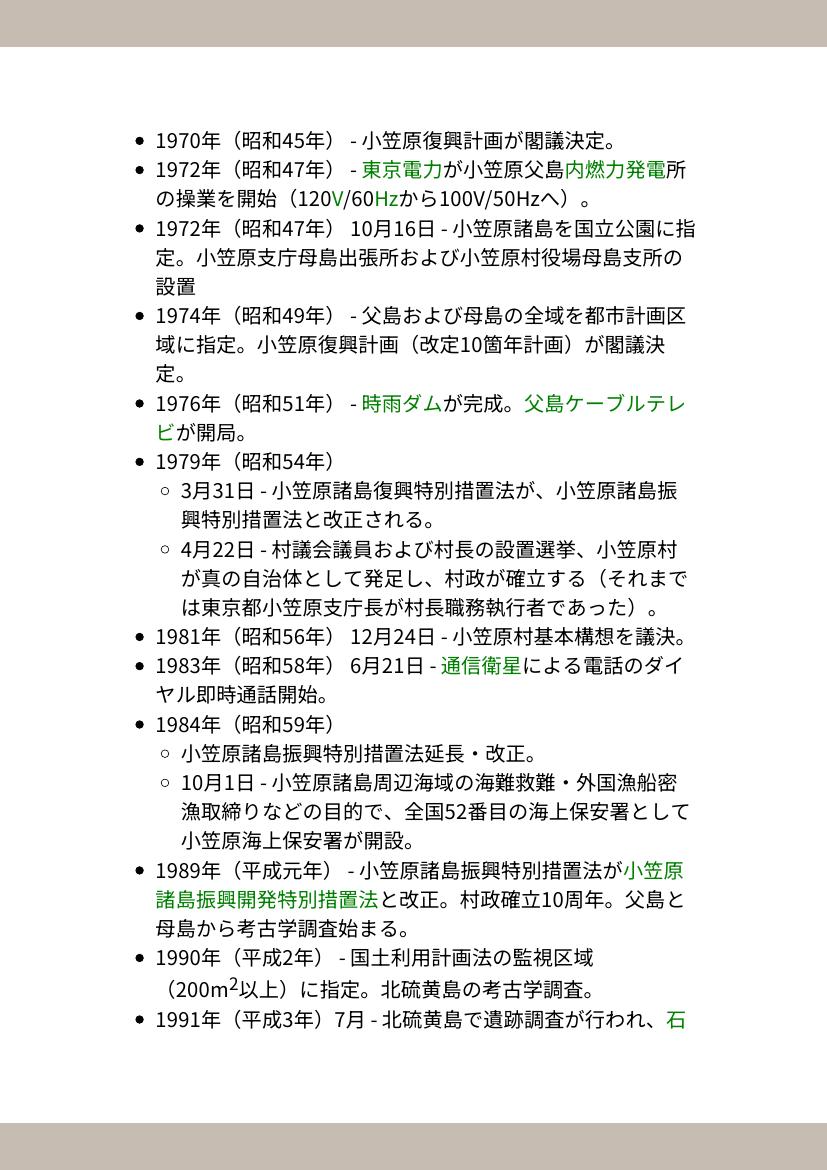 • 1970年（昭和45年） - 小笠原復興計画が閣議決定。
• 1972年（昭和47年） - 東京電力が小笠原父島内燃力発電所
の操業を開始（120V/60Hzから100V/50Hzへ）。
• 1972年（昭和47年） 10月16日 - 小笠原諸島を国立公園に指
定。小笠原支庁母島出張所および小笠原村役場母島支所の
設置
• 1974年（昭和49年） - 父島および母島の全域を都市計画区
域に指定。小笠原復興計画（改定10箇年計画）が閣議決
定。
• 1976年（昭和51年） - 時雨ダムが完成。父島ケーブルテレ
ビが開局。
• 1979年（昭和54年）
◦ 3月31日 - 小笠原諸島復興特別措置法が、小笠原諸島振
興特別措置法と改正される。
◦ 4月22日 - 村議会議員および村長の設置選挙、小笠原村
が真の自治体として発足し、村政が確立する（それまで
は東京都小笠原支庁長が村長職務執行者であった）。
• 1981年（昭和56年） 12月24日 - 小笠原村基本構想を議決。
• 1983年（昭和58年） 6月21日 - 通信衛星による電話のダイ
ヤル即時通話開始。
• 1984年（昭和59年）
◦ 小笠原諸島振興特別措置法延長・改正。
◦ 10月1日 - 小笠原諸島周辺海域の海難救難・外国漁船密
漁取締りなどの目的で、全国52番目の海上保安署として
小笠原海上保安署が開設。
• 1989年（平成元年） - 小笠原諸島振興特別措置法が小笠原
諸島振興開発特別措置法と改正。村政確立10周年。父島と
母島から考古学調査始まる。
• 1990年（平成2年） - 国土利用計画法の監視区域
（200m2以上）に指定。北硫黄島の考古学調査。
• 1991年（平成3年）7月 - 北硫黄島で遺跡調査が行われ、石